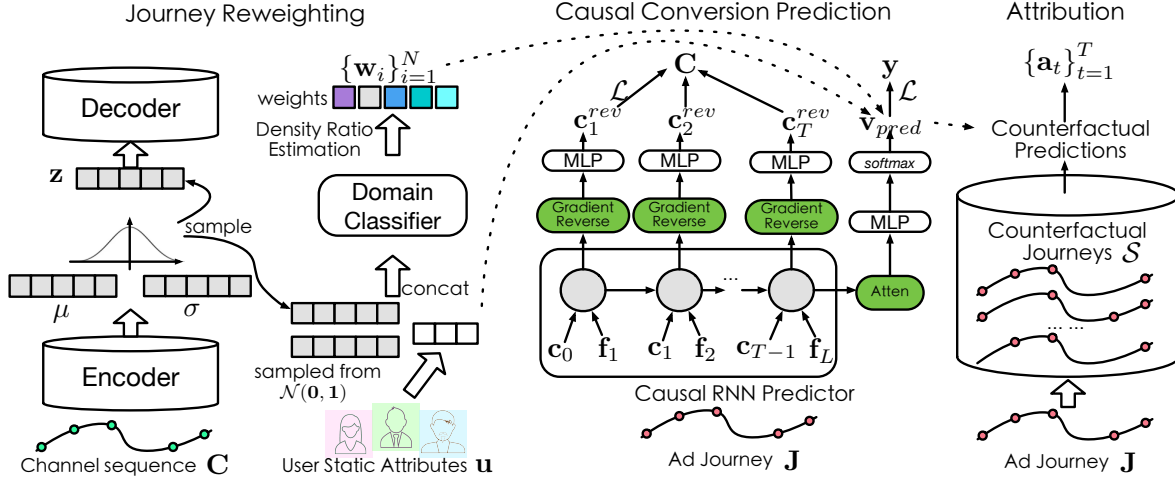 Journey Reweighting
Decoder
z
sample
μ
σ
Encoder
Channel sequence C
{w_i}_{i=1}^N
weights
Density Ratio
Estimation
Domain
Classifier
concat
sampled from
𝒩(0, 1)
User Static Attributes u
Causal Conversion Prediction
C
ℒ
c_1^{rev}
c_2^{rev}
c_T^{rev}
MLP
MLP
MLP
Gradient
Reverse
Gradient
Reverse
Gradient
Reverse
...
c_0
f_1
c_1
f_2
c_{T−1}
f_L
y
ℒ
v_{pred}
softmax
MLP
Atten
Causal RNN Predictor
Ad Journey J
Attribution
{a_t}_{t=1}^T
Counterfactual
Predictions
Counterfactual
Journeys 𝒮
... ...
Ad Journey J